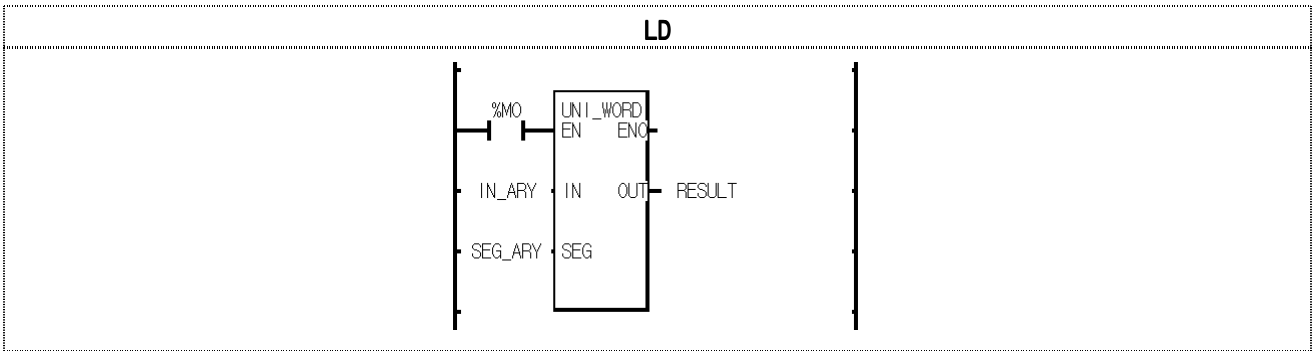 LD
%M0 UNI_WORD
EN ENO
IN_ARY IN OUT RESULT
SEG_ARY SEG